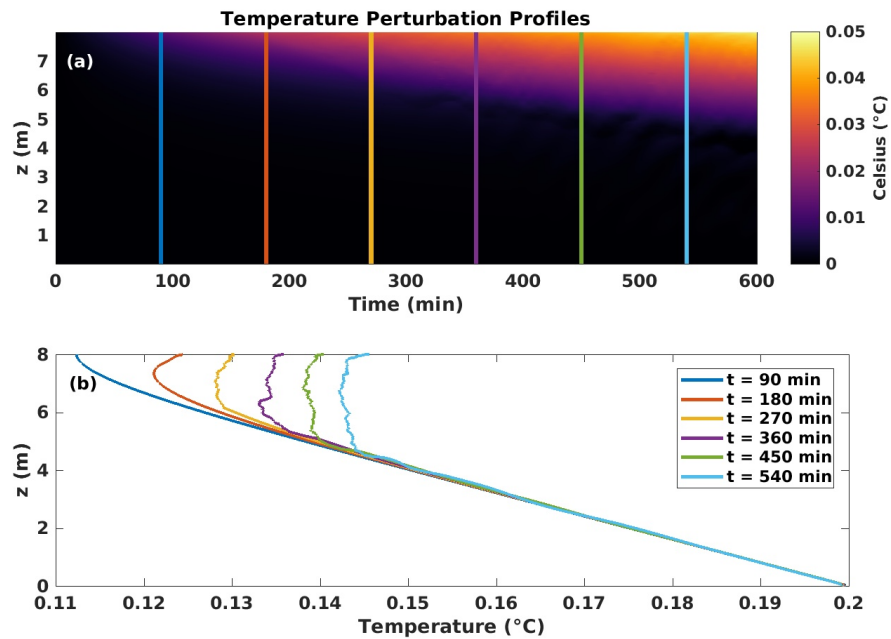 Temperature Perturbation Profiles
(a)
z (m)
7
6
5
4
3
2
1
0 100 200 300 400 500 600
Time (min)
0.05
0.04
0.03
0.02
0.01
0
Celsius (°C)
(b)
z (m)
8
6
4
2
0
t = 90 min
t = 180 min
t = 270 min
t = 360 min
t = 450 min
t = 540 min
0.11 0.12 0.13 0.14 0.15 0.16 0.17 0.18 0.19 0.2
Temperature (°C)